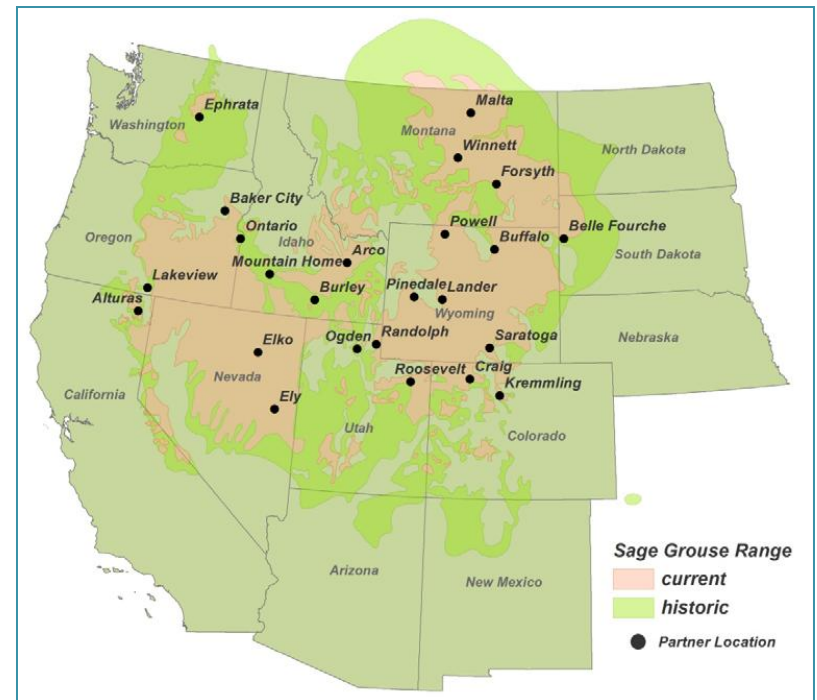 Malta
Ephrata
Washington
Montana
Winnett
North Dakota
Forsyth
Baker City
Ontario
Powell
Belle Fourche
Oregon
Idaho
Arco
Buffalo
South Dakota
Mountain Home
Lakeview
Pinedale
Lander
Alturas
Burley
Wyoming
Ogden
Randolph
Saratoga
Nebraska
Elko
Roosevelt
Craig
Nevada
Kremmling
California
Ely
Utah
Colorado
Arizona
New Mexico
Sage Grouse Range
current
historic
Partner Location